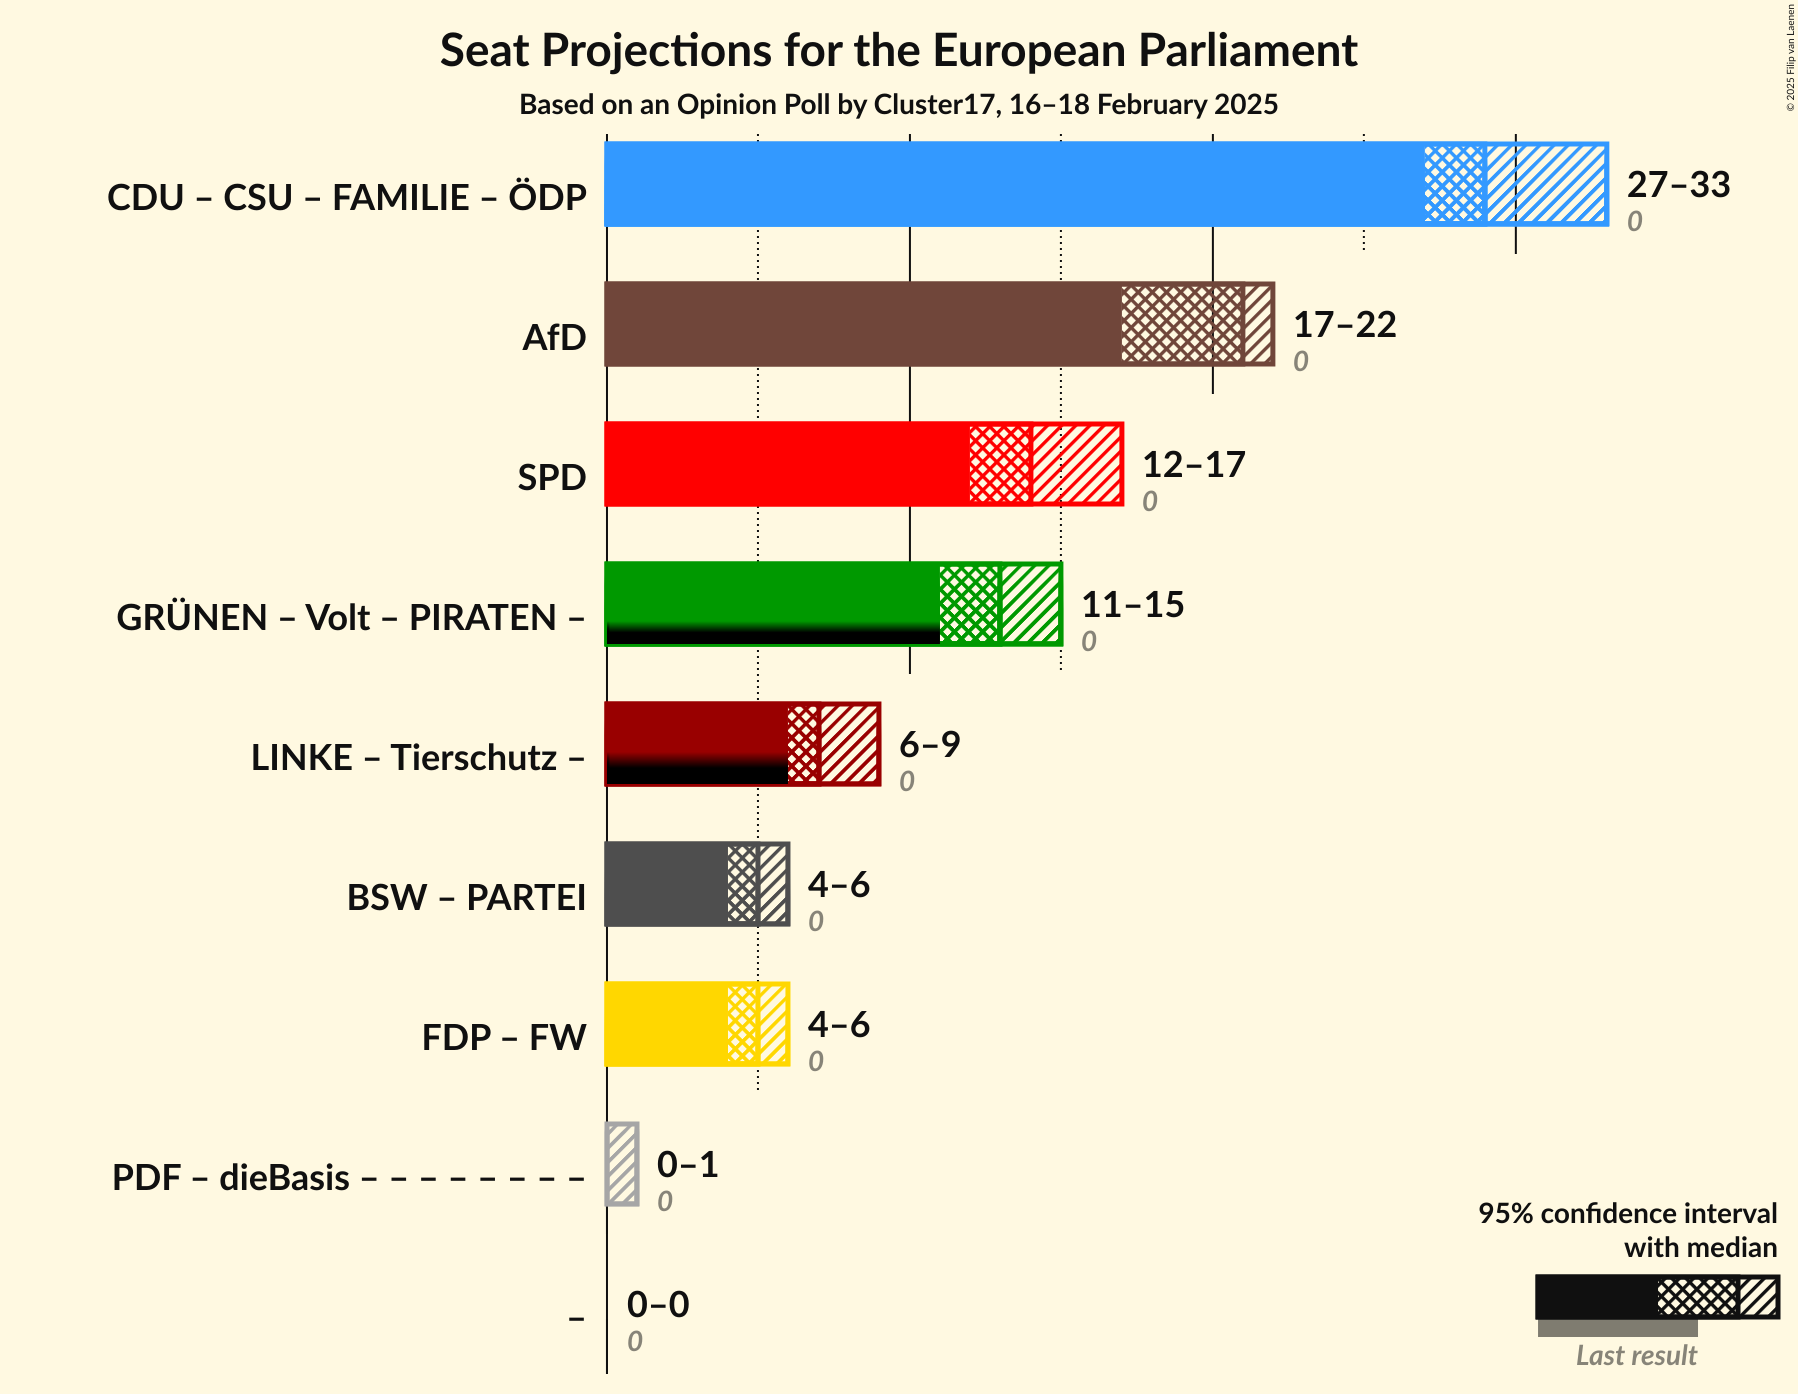 Seat Projections for the European Parliament
Based on an Opinion Poll by Cluster17, 16–18 February 2025
© 2025 Filip van Laenen
CDU – CSU – FAMILIE – ÖDP
27–33
0
AfD
17–22
0
SPD
12–17
0
GRÜNEN – Volt – PIRATEN –
11–15
0
LINKE – Tierschutz –
6–9
0
BSW – PARTEI
4–6
0
FDP – FW
4–6
0
PDF – dieBasis – – – – – – – –
0–1
0
–
0–0
0
95% confidence interval
with median
Last result